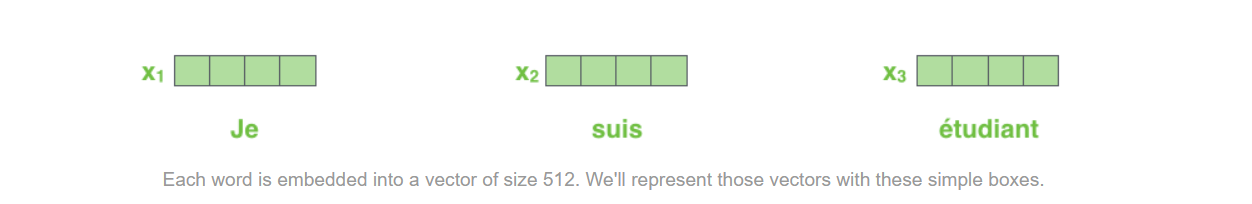 x1 x2 x3
Je suis étudiant
Each word is embedded into a vector of size 512. We'll represent those vectors with these simple boxes.